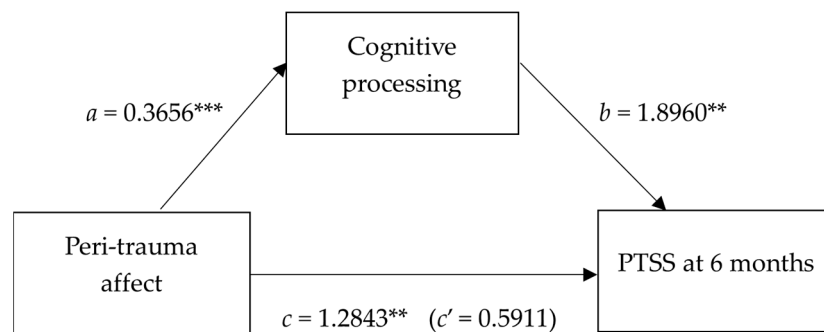 Cognitive
processing
a = 0.3656***
b = 1.8960**
Peri-trauma
affect
PTSS at 6 months
c = 1.2843** (c′ = 0.5911)